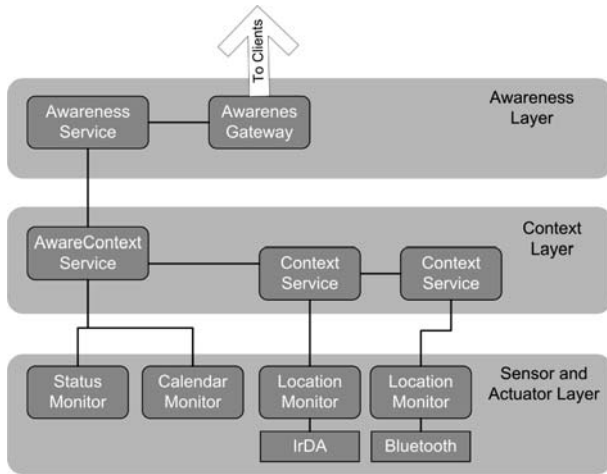 To Clients
Awareness
Service
Awarenes
Gateway
Awareness
Layer
AwareContext
Service
Context
Service
Context
Service
Context
Layer
Status
Monitor
Calendar
Monitor
Location
Monitor
Location
Monitor
Sensor and
Actuator Layer
IrDA
Bluetooth